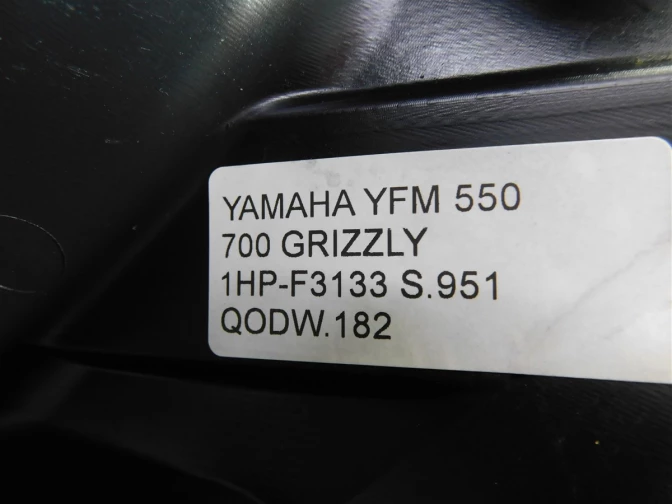 YAMAHA YFM 550
700 GRIZZLY
1HP-F3133 S.951
QODW.182